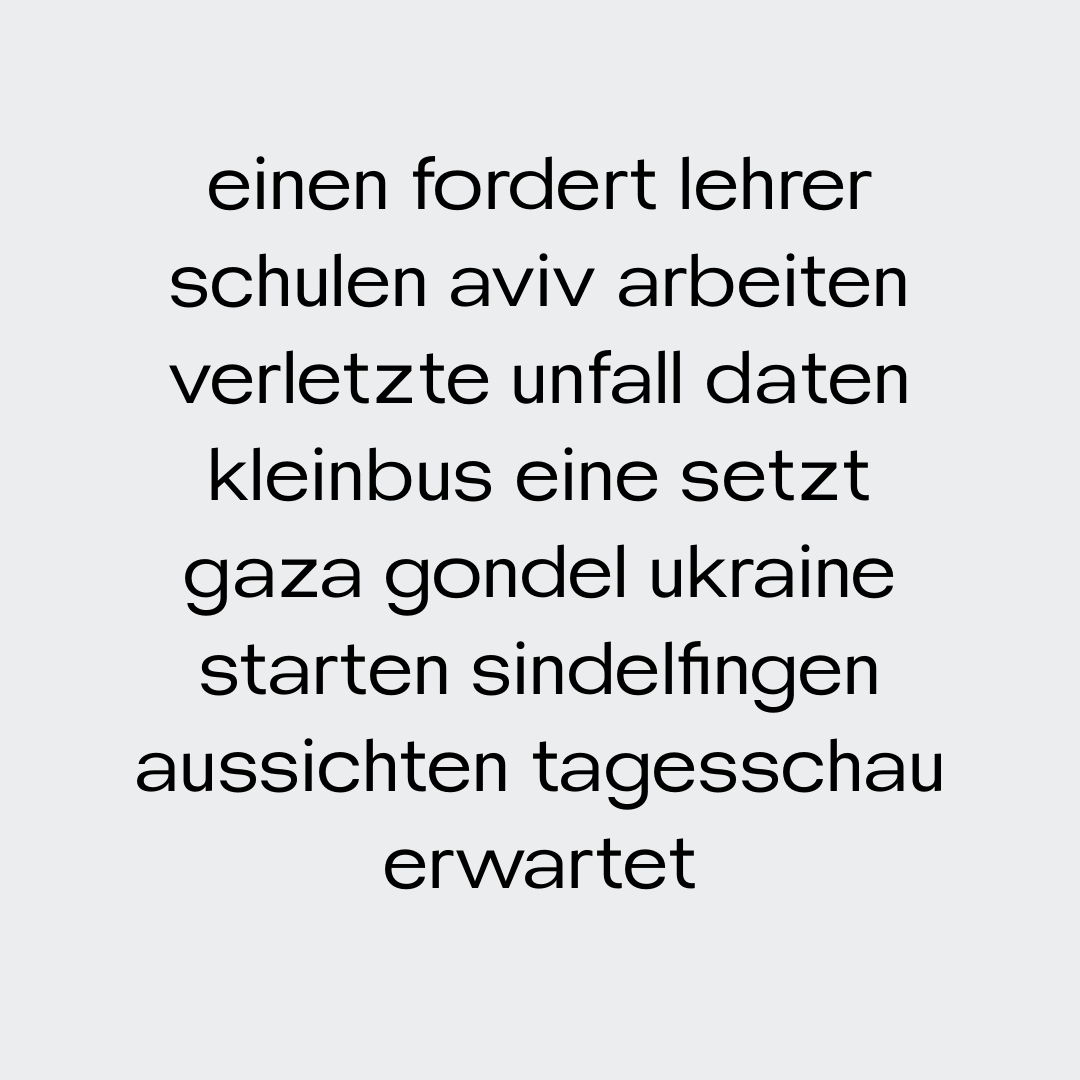 einen fordert lehrer
schulen aviv arbeiten
verletzte unfall daten
kleinbus eine setzt
gaza gondel ukraine
starten sindelfingen
aussichten tagesschau
erwartet